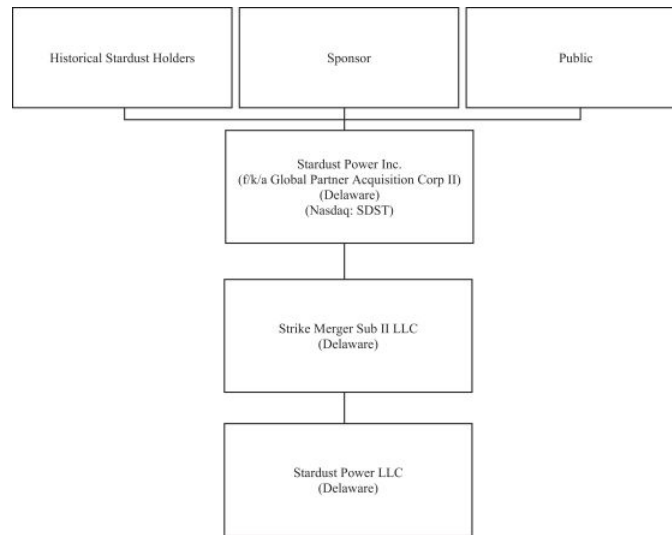 Historical Stardust Holders
Sponsor
Public
Stardust Power Inc.
(f/k/a Global Partner Acquisition Corp II)
(Delaware)
(Nasdaq: SDST)
Strike Merger Sub II LLC
(Delaware)
Stardust Power LLC
(Delaware)